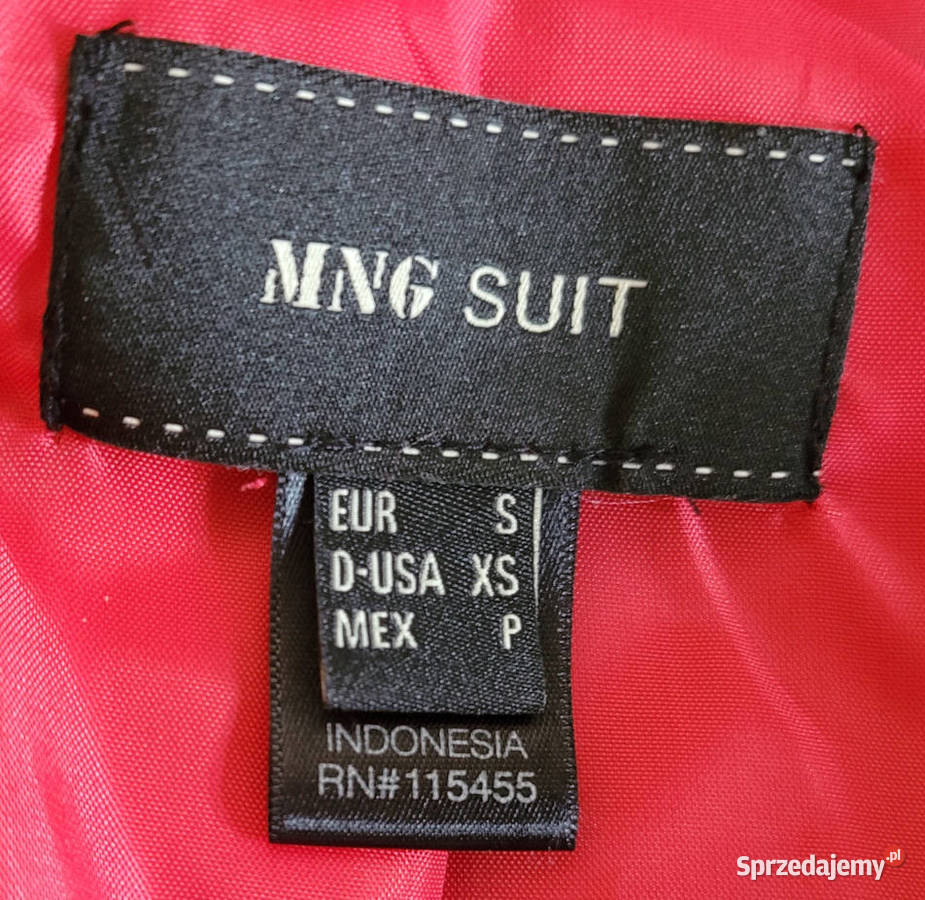 MNG SUIT
EUR S
D-USA XS
MEX P
INDONESIA
RN#115455
Sprzedajemy.pl